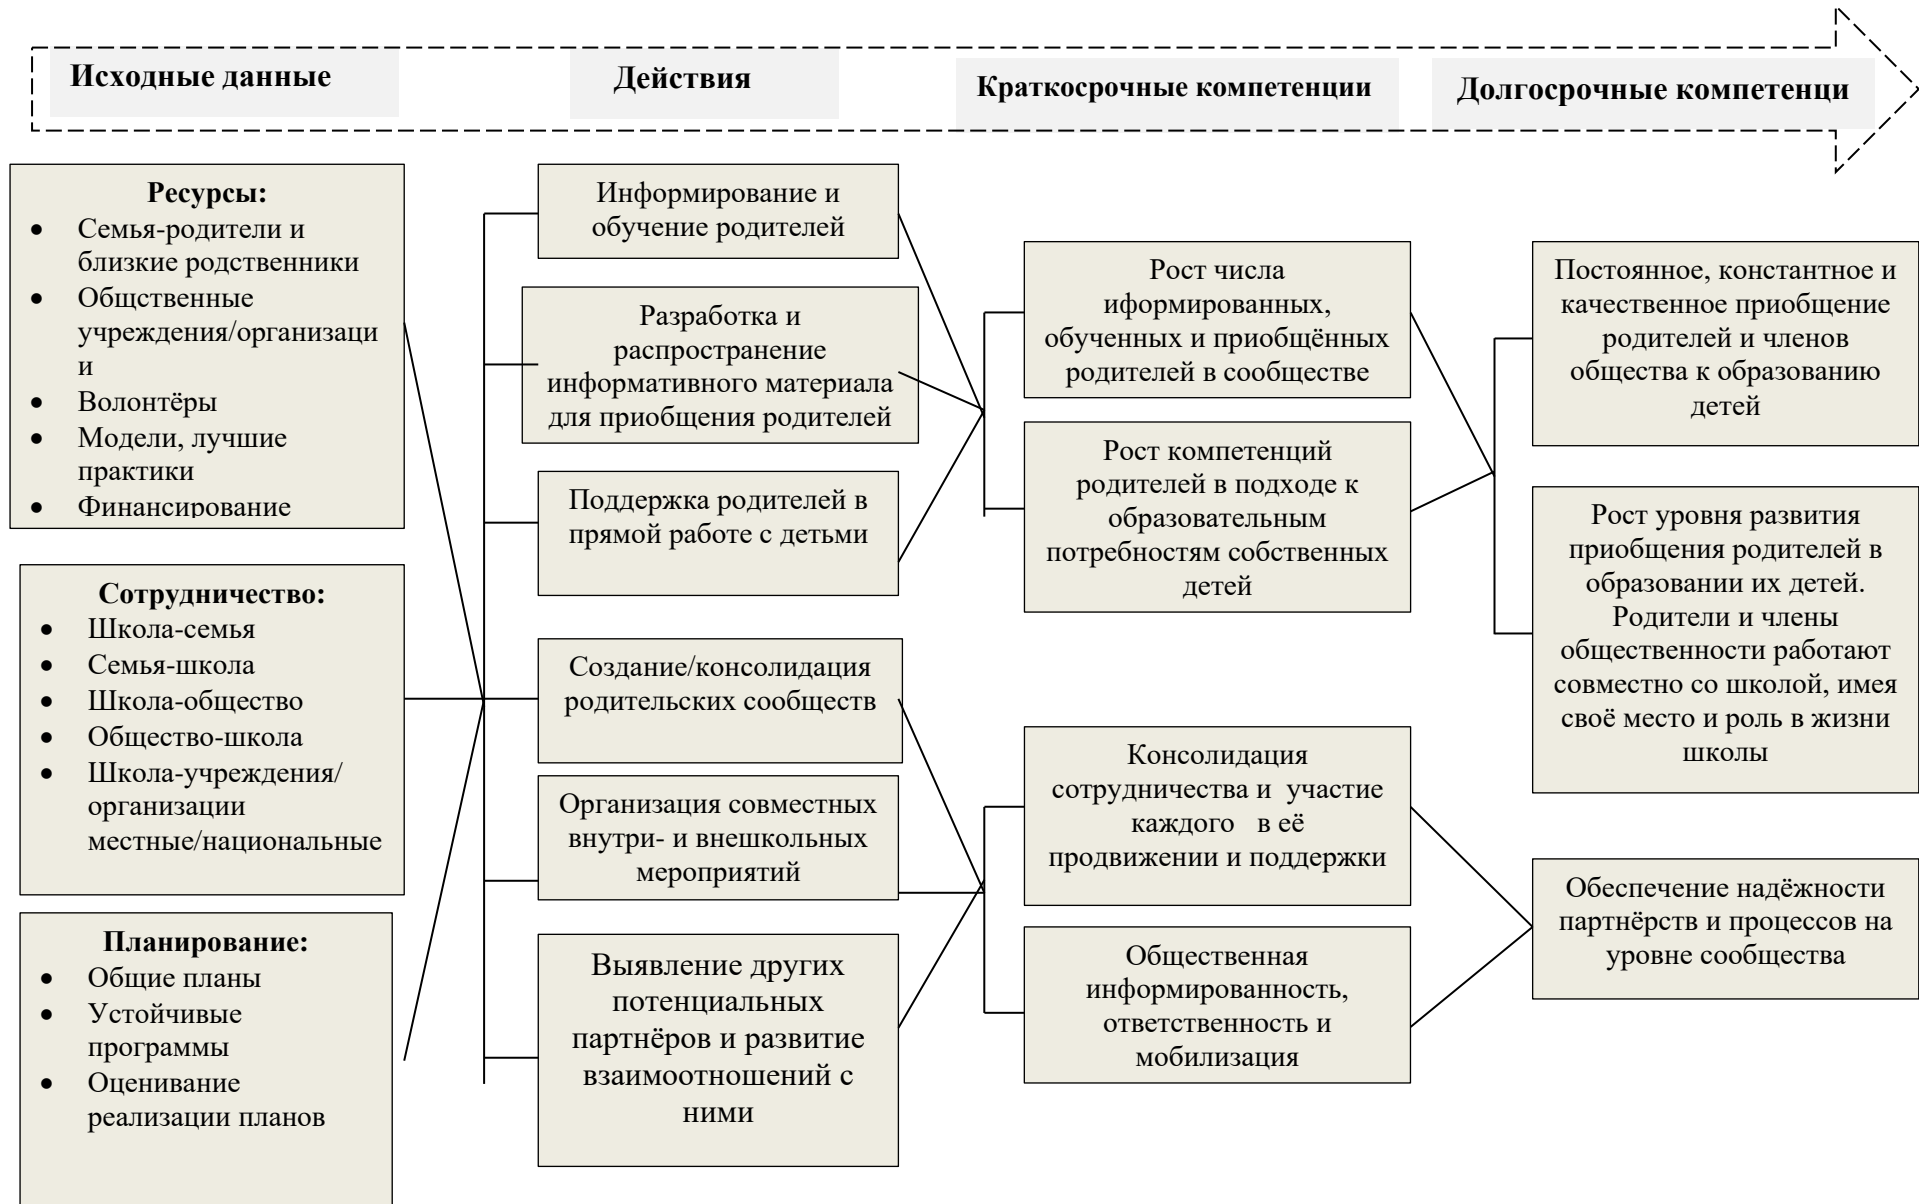 Исходные данные
Действия
Краткосрочные компетенции
Долгосрочные компетенци
Ресурсы:
• Семья-родители и
близкие родственники
• Общственные
учреждения/организаци
и
• Волонтёры
• Модели, лучшие
практики
• Финансирование
Сотрудничество:
• Школа-семья
• Семья-школа
• Школа-общество
• Общество-школа
• Школа-учреждения/
организации
местные/национальные
Планирование:
• Общие планы
• Устойчивые
программы
• Оценивание
реализации планов
Информирование и
обучение родителей
Разработка и
распространение
информативного материала
для приобщения родителей
Поддержка родителей в
прямой работе с детьми
Создание/консолидация
родительских сообществ
Организация совместных
внутри- и внешкольных
мероприятий
Выявление других
потенциальных
партнёров и развитие
взаимоотношений с
ними
Рост числа
иформированных,
обученных и приобщённых
родителей в сообществе
Рост компетенций
родителей в подходе к
образовательным
потребностям собственных
детей
Консолидация
сотрудничества и участие
каждого в её
продвижении и поддержки
Общественная
информированность,
ответственность и
мобилизация
Постоянное, константное и
качественное приобщение
родителей и членов
общества к образованию
детей
Рост уровня развития
приобщения родителей в
образовании их детей.
Родители и члены
общественности работают
совместно со школой, имея
своё место и роль в жизни
школы
Обеспечение надёжности
партнёрств и процессов на
уровне сообщества